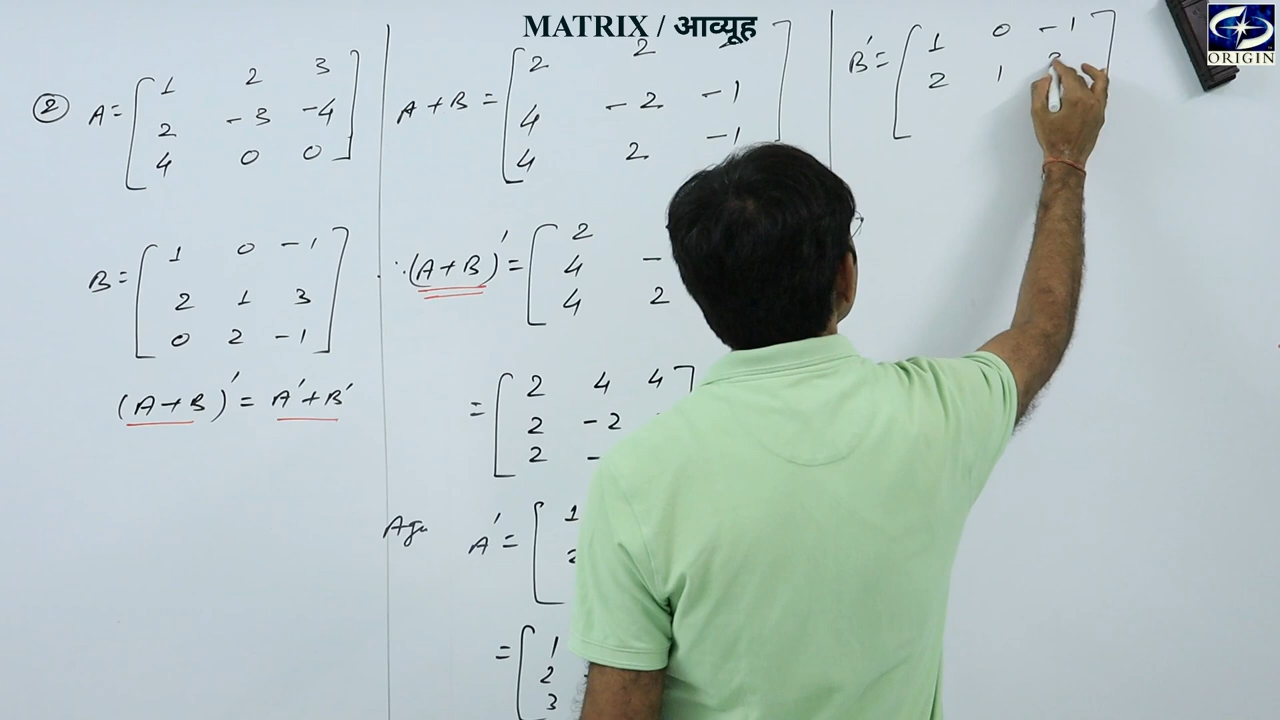 MATRIX / आव्यूह
ORIGIN
② A = [ 1 2 3
2 -3 -4
4 0 0 ]
B = [ 1 0 -1
2 1 3
0 2 -1 ]
(A+B)' = A'+B'
A+B = [ 2 2
4 -2 -1
4 2 -1 ]
∴ (A+B)' = [ 2
4 -
4 2
= [ 2 4 4 ]
2 -2
2 -
Agn A' = [ 1
2
= [ 1
2
3
B' = [ 1 0 -1 ]
2 1